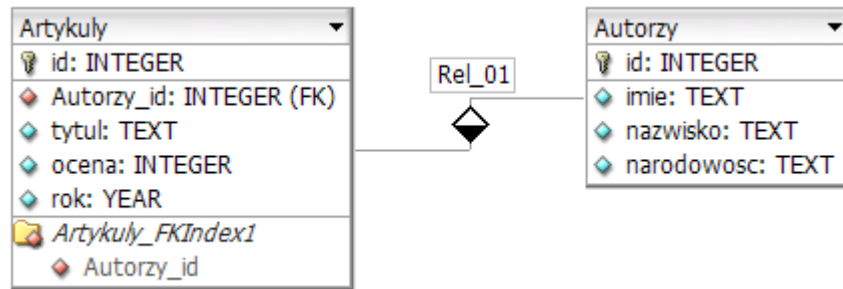 Artykuly
id: INTEGER
Autorzy_id: INTEGER (FK)
tytul: TEXT
ocena: INTEGER
rok: YEAR
Artykuly_FKIndex1
Autorzy_id
Rel_01
Autorzy
id: INTEGER
imie: TEXT
nazwisko: TEXT
narodowosc: TEXT